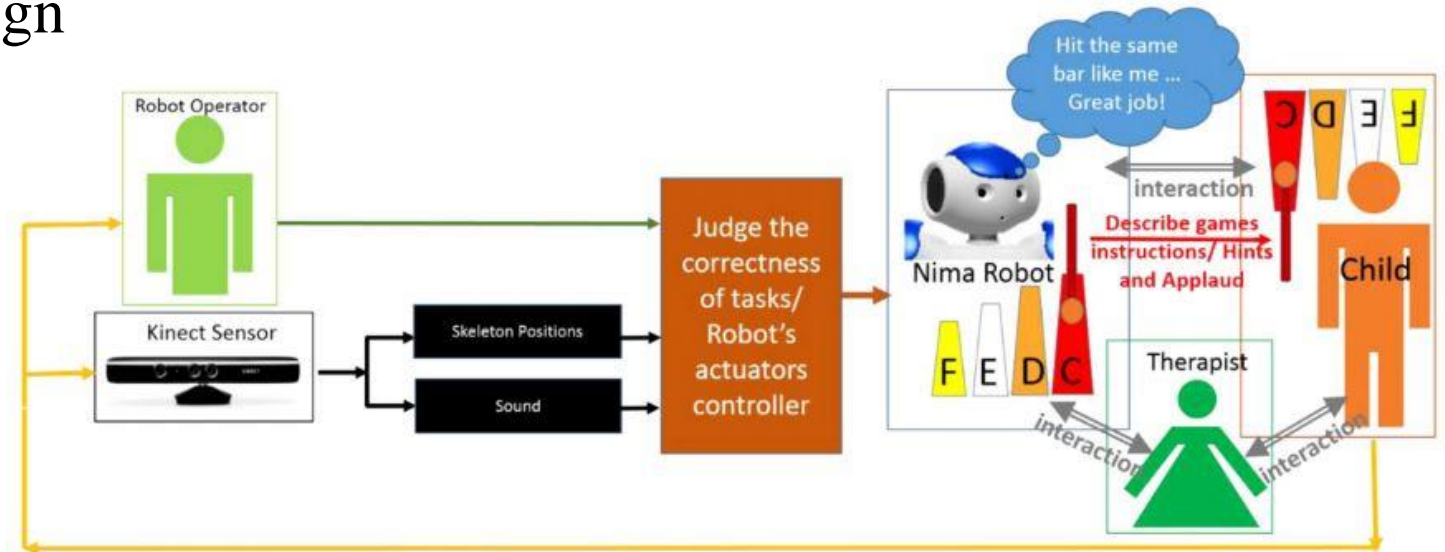 gn
Robot Operator
Kinect Sensor
Skeleton Positions
Sound
Judge the
correctness
of tasks/
Robot's
actuators
controller
Hit the same
bar like me ...
Great job!
Nima Robot
F E D C
interaction
Describe games
instructions/ Hints
and Applaud
C D E F
Child
Therapist
interaction
interaction